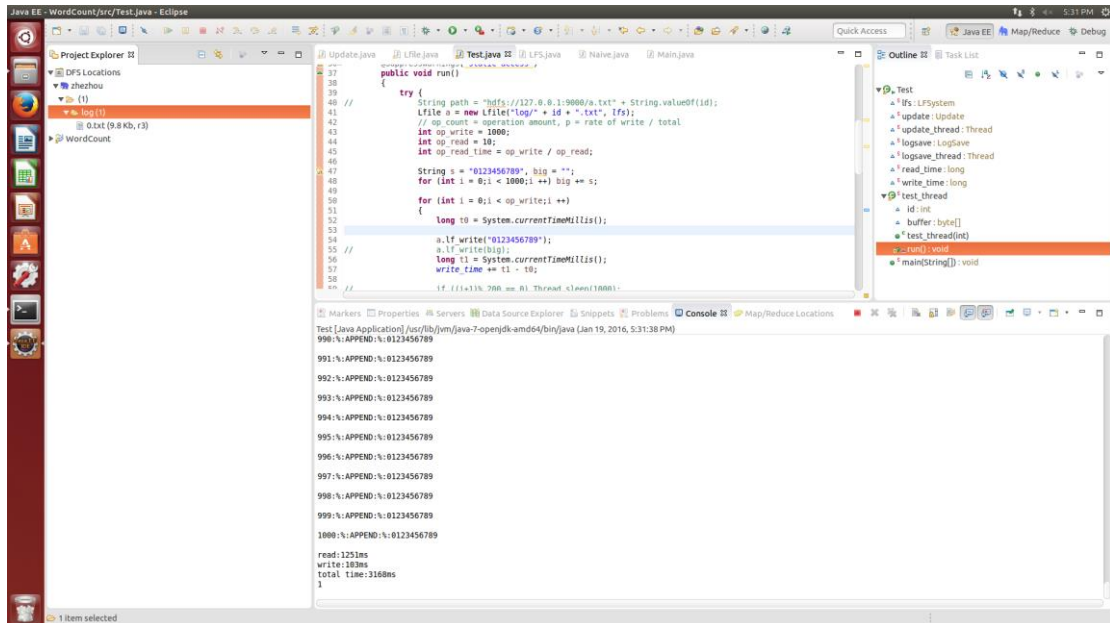 Java EE - WordCount/src/Test.java - Eclipse
5:31 PM
Quick Access
Java EE
Map/Reduce
Debug
Project Explorer
DFS Locations
zhezhou
(1)
log (1)
0.txt (9.8 Kb, r3)
WordCount
Update.java
Lfile.java
Test.java
LFS.java
Naive.java
Main.java
37 public void run()
38 {
39 try {
40 // String path = "hdfs://127.0.0.1:9000/a.txt" + String.valueOf(id);
41 Lfile a = new Lfile("log/" + id + ".txt", lfs);
42 // op_count = operation amount, p = rate of write / total
43 int op_write = 1000;
44 int op_read = 10;
45 int op_read_time = op_write / op_read;
46
47 String s = "0123456789", big = "";
48 for (int i = 0;i < 1000;i ++) big += s;
49
50 for (int i = 0;i < op_write;i ++)
51 {
52 long t0 = System.currentTimeMillis();
53
54 a.lf_write("0123456789");
55 // a.lf_write(big);
56 long t1 = System.currentTimeMillis();
57 write_time += t1 - t0;
58
59 // if ((i+1)% 200 == 0) Thread.sleep(1000);
Outline
Task List
Test
lfs : LFSystem
update : Update
update_thread : Thread
logsave : LogSave
logsave_thread : Thread
read_time : long
write_time : long
test_thread
id : int
buffer : byte[]
test_thread(int)
run() : void
main(String[]) : void
Markers
Properties
Servers
Data Source Explorer
Snippets
Problems
Console
Map/Reduce Locations
Test [Java Application] /usr/lib/jvm/java-7-openjdk-amd64/bin/java (Jan 19, 2016, 5:31:38 PM)
990:%:APPEND:%:0123456789
991:%:APPEND:%:0123456789
992:%:APPEND:%:0123456789
993:%:APPEND:%:0123456789
994:%:APPEND:%:0123456789
995:%:APPEND:%:0123456789
996:%:APPEND:%:0123456789
997:%:APPEND:%:0123456789
998:%:APPEND:%:0123456789
999:%:APPEND:%:0123456789
1000:%:APPEND:%:0123456789
read:1251ms
write:103ms
total time:3168ms
1
1 item selected